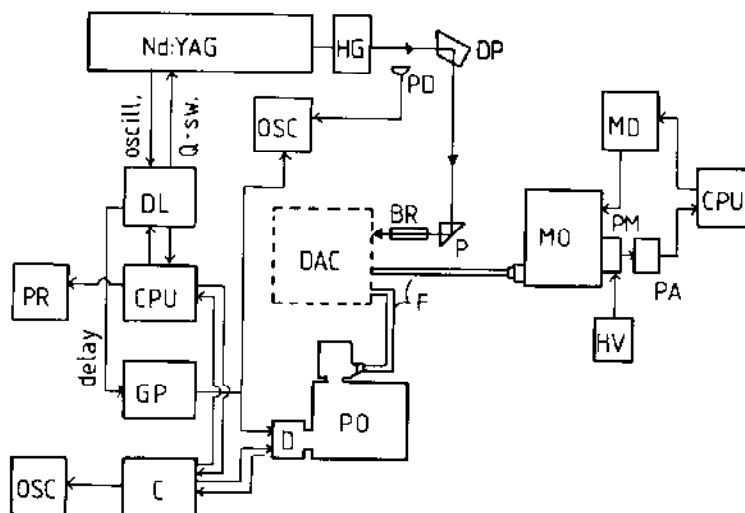 Nd:YAG
HG
DP
PD
OSC
oscill.
Q-sw.
MD
CPU
DL
BR
P
MO
PM
DAC
PA
PR
CPU
F
HV
delay
GP
PO
D
OSC
C